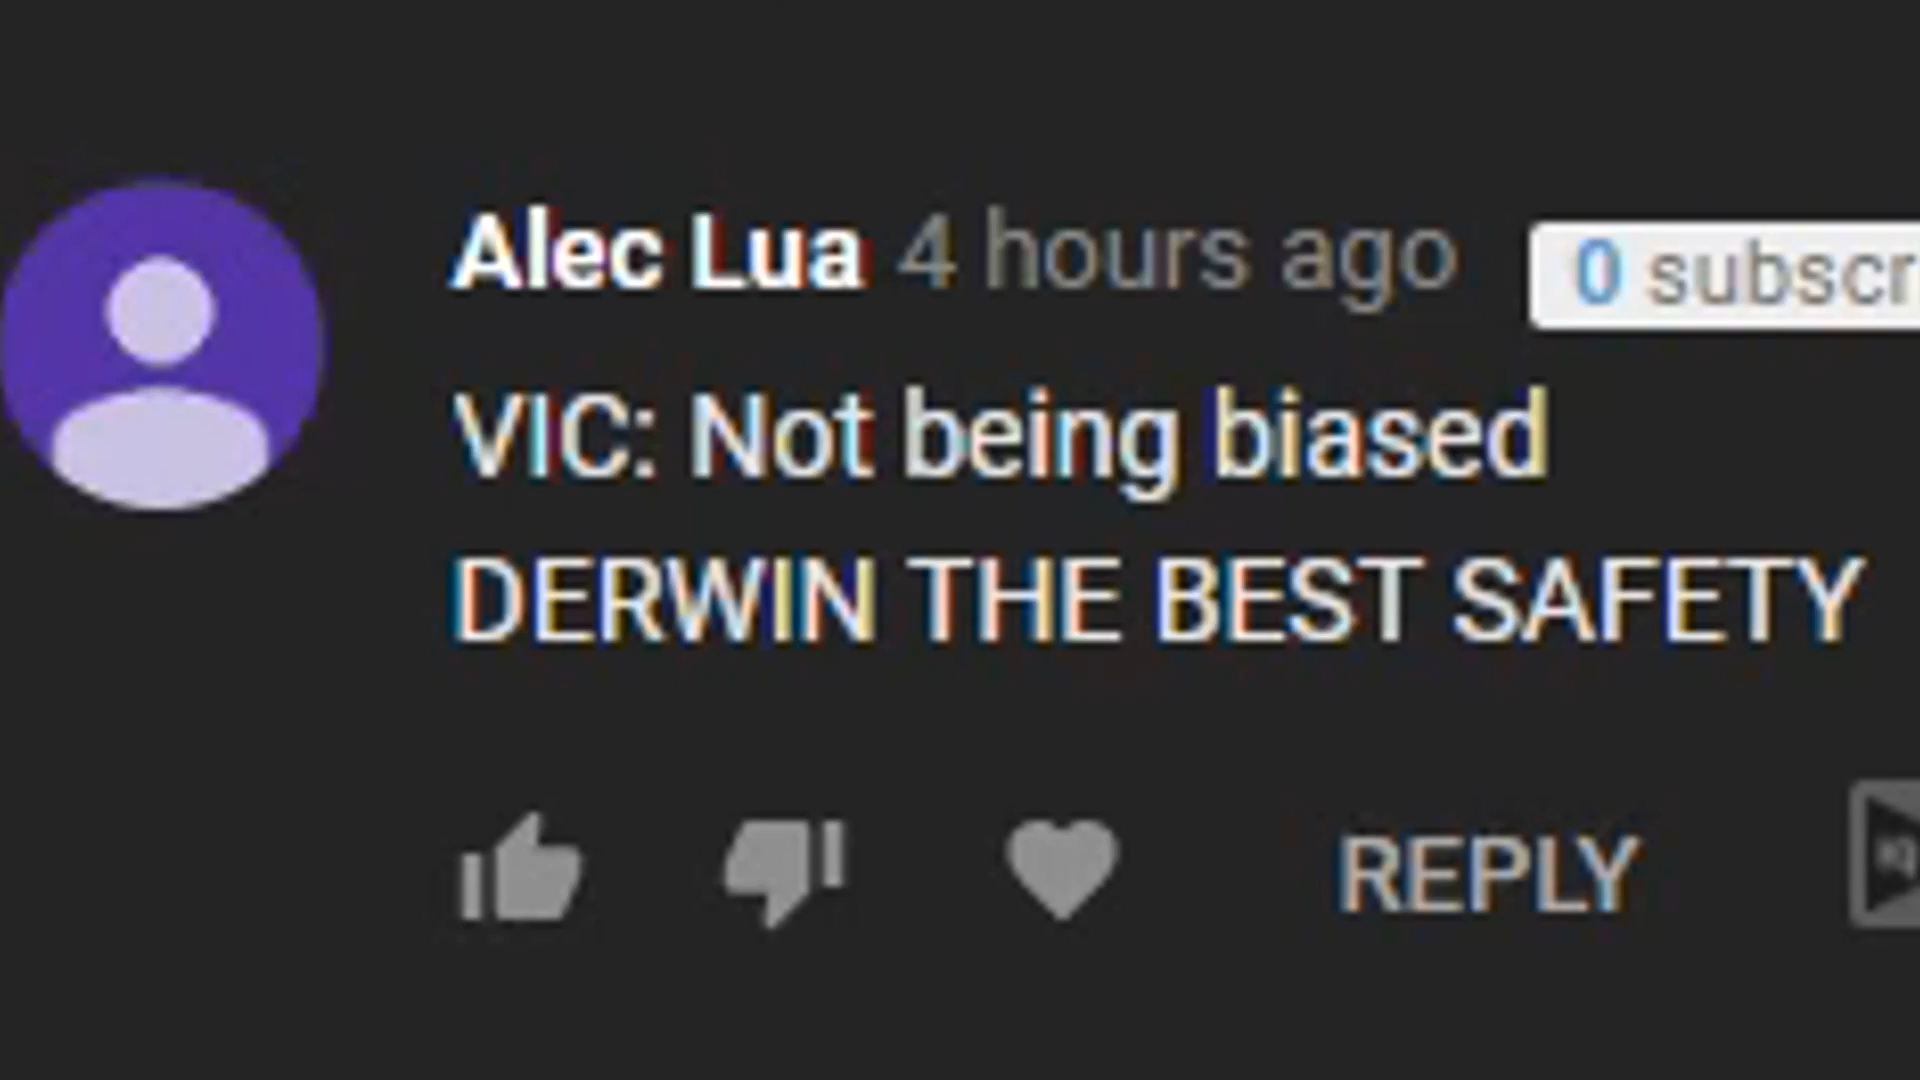 Alec Lua 4 hours ago 0 subscr
VIC: Not being biased
DERWIN THE BEST SAFETY
REPLY